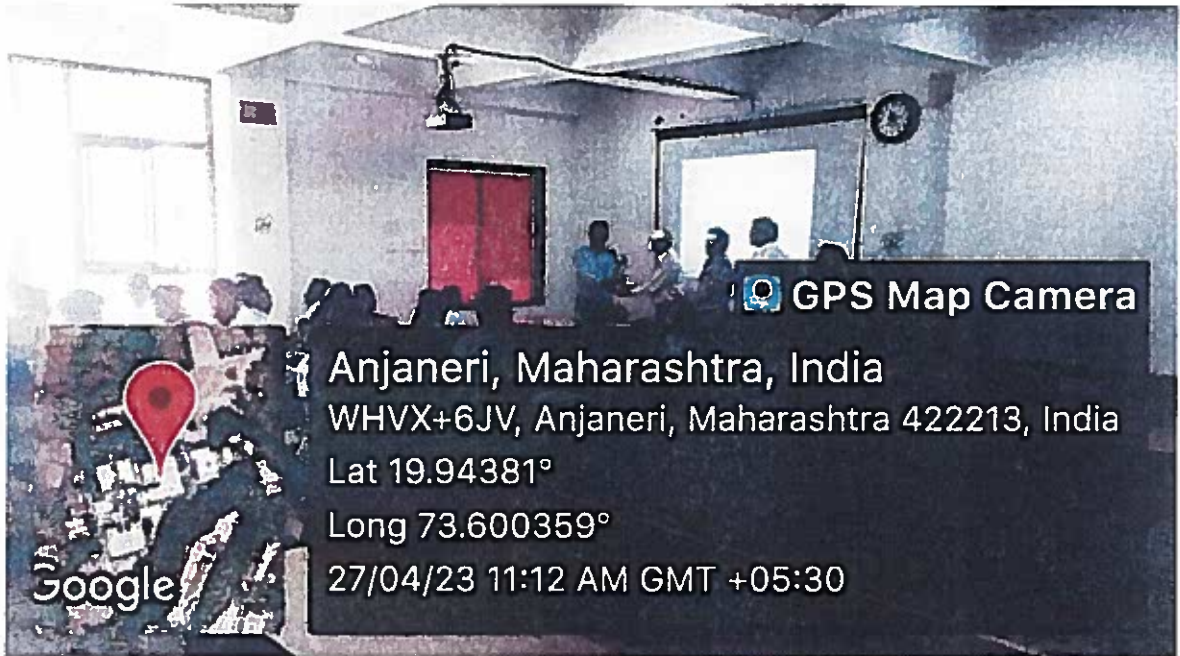 GPS Map Camera
Anjaneri, Maharashtra, India
WHVX+6JV, Anjaneri, Maharashtra 422213, India
Lat 19.94381°
Long 73.600359°
27/04/23 11:12 AM GMT +05:30
Google